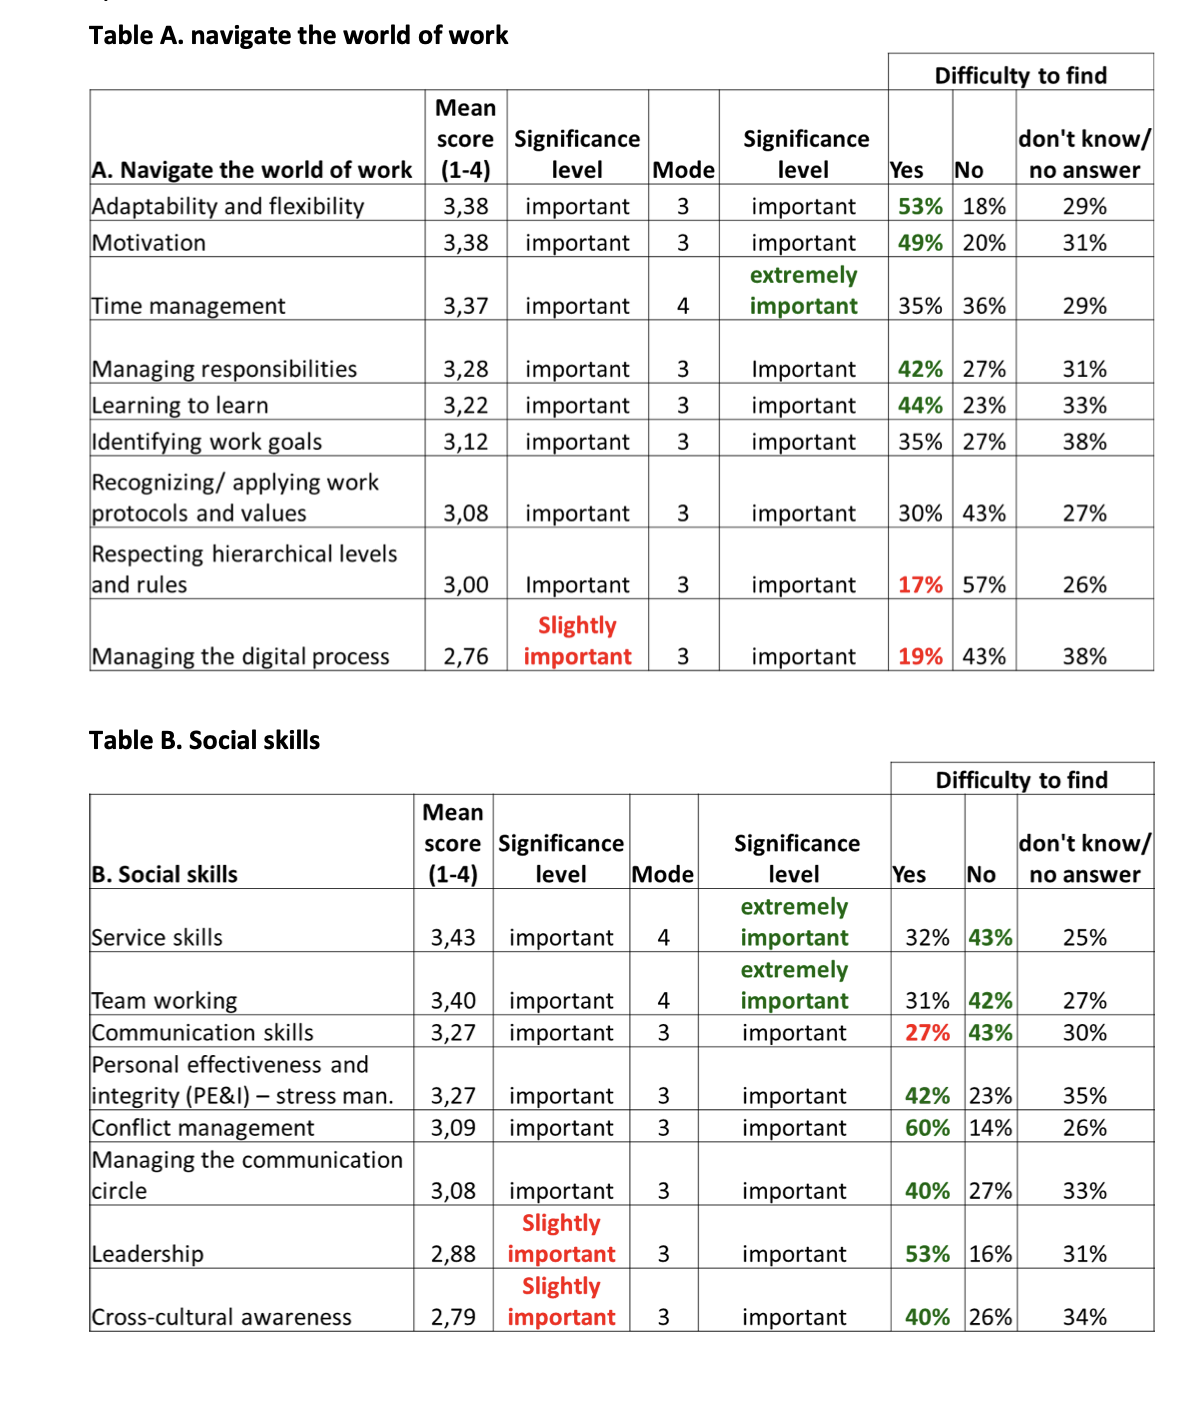 Table A. navigate the world of work
Difficulty to find
A. Navigate the world of work Mean score (1-4) Significance level Mode Significance level Yes No don't know/ no answer
Adaptability and flexibility 3,38 important 3 important 53% 18% 29%
Motivation 3,38 important 3 important 49% 20% 31%
Time management 3,37 important 4 extremely important 35% 36% 29%
Managing responsibilities 3,28 important 3 Important 42% 27% 31%
Learning to learn 3,22 important 3 important 44% 23% 33%
Identifying work goals 3,12 important 3 important 35% 27% 38%
Recognizing/ applying work protocols and values 3,08 important 3 important 30% 43% 27%
Respecting hierarchical levels and rules 3,00 Important 3 important 17% 57% 26%
Managing the digital process 2,76 Slightly important 3 important 19% 43% 38%
Table B. Social skills
Difficulty to find
B. Social skills Mean score (1-4) Significance level Mode Significance level Yes No don't know/ no answer
Service skills 3,43 important 4 extremely important 32% 43% 25%
Team working 3,40 important 4 extremely important 31% 42% 27%
Communication skills 3,27 important 3 important 27% 43% 30%
Personal effectiveness and integrity (PE&I) – stress man. 3,27 important 3 important 42% 23% 35%
Conflict management 3,09 important 3 important 60% 14% 26%
Managing the communication circle 3,08 important 3 important 40% 27% 33%
Leadership 2,88 Slightly important 3 important 53% 16% 31%
Cross-cultural awareness 2,79 Slightly important 3 important 40% 26% 34%